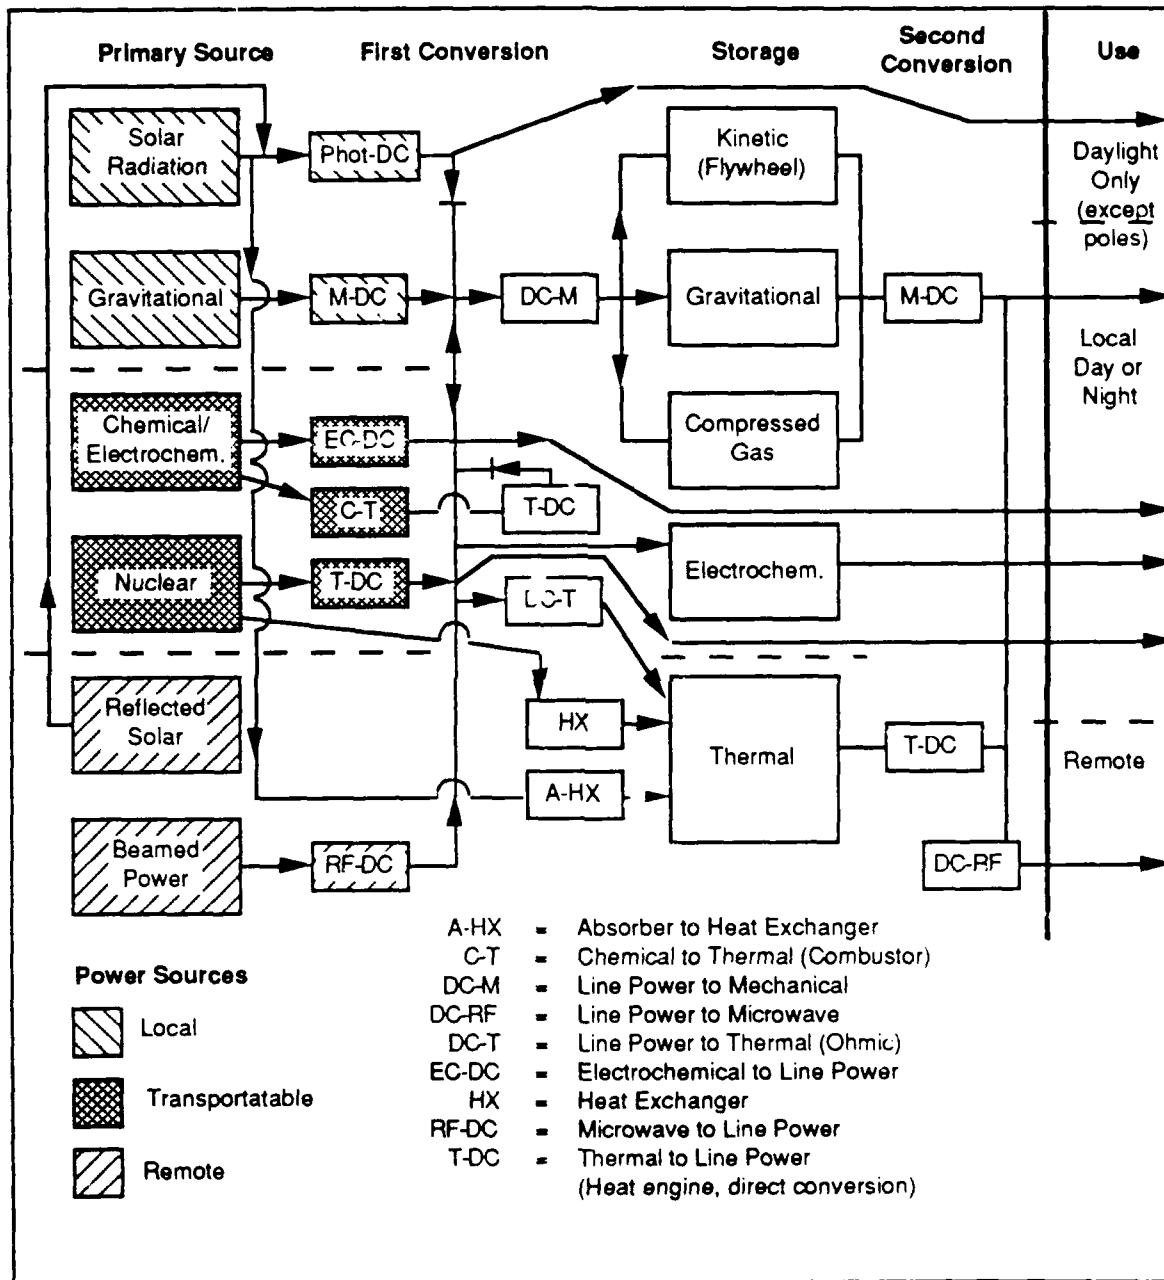 Primary Source
First Conversion
Storage
Second
Conversion
Use
Solar
Radiation
Phot-DC
Kinetic
(Flywheel)
Daylight
Only
(except
poles)
Gravitational
M-DC
DC-M
Gravitational
M-DC
Local
Day or
Night
Chemical/
Electrochem.
EC-DC
Compressed
Gas
C-T
T-DC
Nuclear
T-DC
DC-T
Electrochem.
Reflected
Solar
HX
Thermal
T-DC
Remote
A-HX
Beamed
Power
RF-DC
DC-RF
A-HX = Absorber to Heat Exchanger
C-T = Chemical to Thermal (Combustor)
DC-M = Line Power to Mechanical
DC-RF = Line Power to Microwave
DC-T = Line Power to Thermal (Ohmic)
EC-DC = Electrochemical to Line Power
HX = Heat Exchanger
RF-DC = Microwave to Line Power
T-DC = Thermal to Line Power
(Heat engine, direct conversion)
Power Sources
Local
Transportatable
Remote